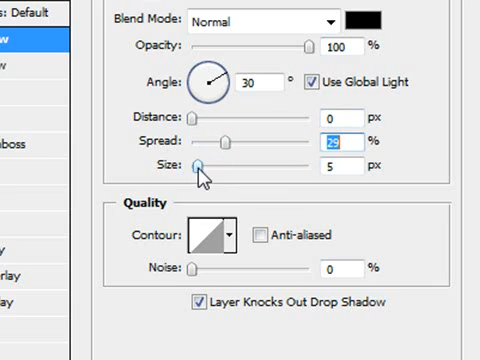 s: Default
w
w
boss
y
rlay
lay
Blend Mode: Normal
Opacity: 100 %
Angle: 30 ° Use Global Light
Distance: 0 px
Spread: 29 %
Size: 5 px
Quality
Contour: Anti-aliased
Noise: 0 %
Layer Knocks Out Drop Shadow